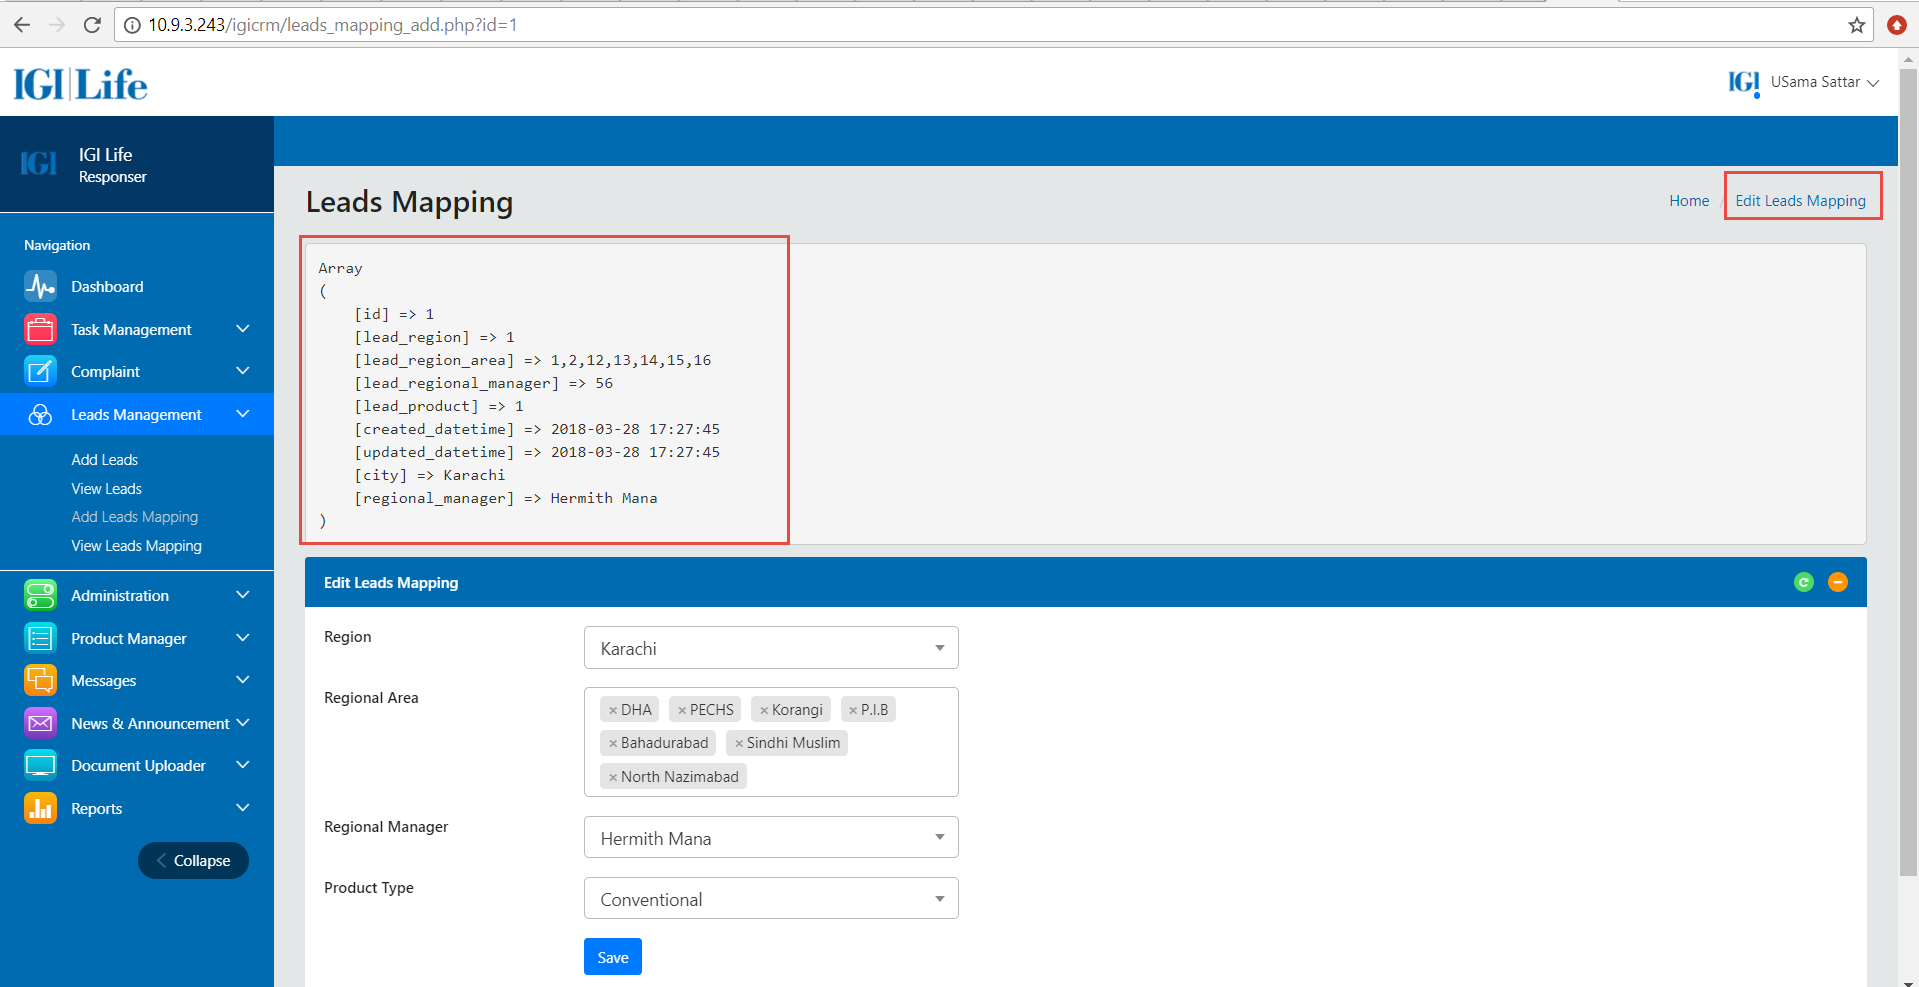 10.9.3.243/igicrm/leads_mapping_add.php?id=1
IGI|Life
IGI USama Sattar
IGI
IGI Life
Responser
Navigation
Dashboard
Task Management
Complaint
Leads Management
Add Leads
View Leads
Add Leads Mapping
View Leads Mapping
Administration
Product Manager
Messages
News & Announcement
Document Uploader
Reports
Collapse
Leads Mapping
Home / Edit Leads Mapping
Array
(
[id] => 1
[lead_region] => 1
[lead_region_area] => 1,2,12,13,14,15,16
[lead_regional_manager] => 56
[lead_product] => 1
[created_datetime] => 2018-03-28 17:27:45
[updated_datetime] => 2018-03-28 17:27:45
[city] => Karachi
[regional_manager] => Hermith Mana
)
Edit Leads Mapping
Region
Karachi
Regional Area
× DHA × PECHS × Korangi × P.I.B
× Bahadurabad × Sindhi Muslim
× North Nazimabad
Regional Manager
Hermith Mana
Product Type
Conventional
Save